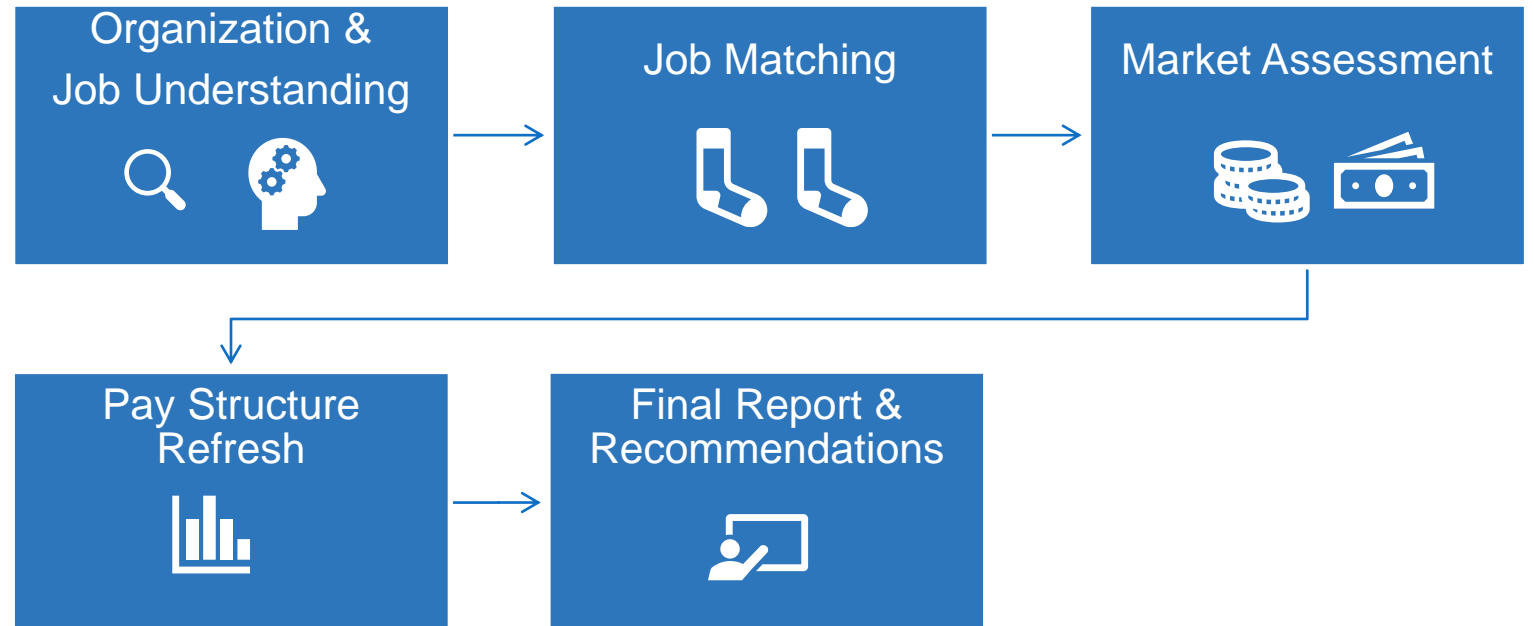 Organization &
Job Understanding
Job Matching
Market Assessment
Pay Structure
Refresh
Final Report &
Recommendations